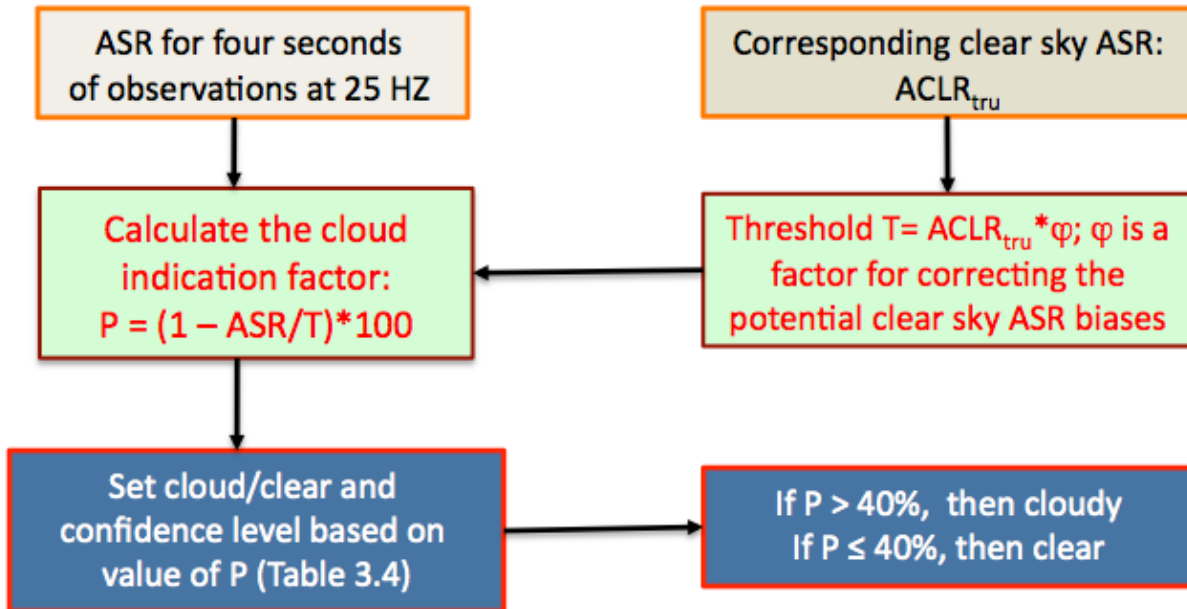 ASR for four seconds
of observations at 25 HZ
Corresponding clear sky ASR:
ACLR_tru
Calculate the cloud
indication factor:
P = (1 – ASR/T)*100
Threshold T= ACLR_tru*φ; φ is a
factor for correcting the
potential clear sky ASR biases
Set cloud/clear and
confidence level based on
value of P (Table 3.4)
If P > 40%,  then cloudy
If P ≤ 40%, then clear